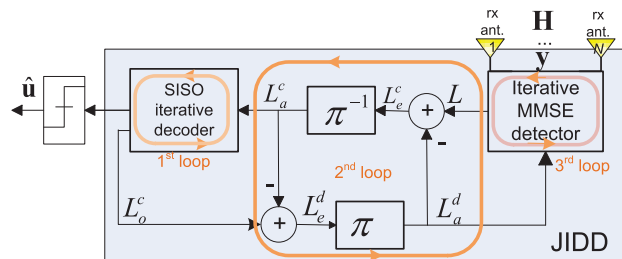 rx ant. 1
H
...
y
rx ant. N
û
SISO iterative decoder
1st loop
L_a^c
π^{-1}
L_e^c
+
L
-
Iterative MMSE detector
3rd loop
2nd loop
-
L_o^c
+
L_e^d
π
L_a^d
JIDD